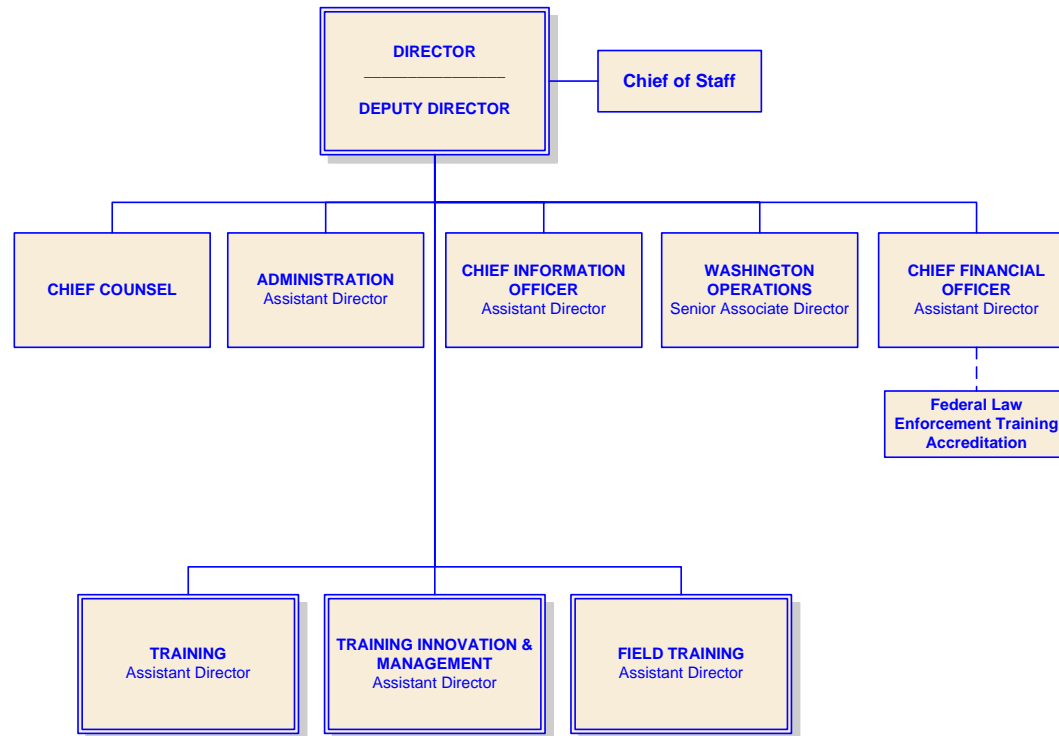 DIRECTOR
DEPUTY DIRECTOR
Chief of Staff
CHIEF COUNSEL
ADMINISTRATION
Assistant Director
CHIEF INFORMATION
OFFICER
Assistant Director
WASHINGTON
OPERATIONS
Senior Associate Director
CHIEF FINANCIAL
OFFICER
Assistant Director
Federal Law
Enforcement Training
Accreditation
TRAINING
Assistant Director
TRAINING INNOVATION &
MANAGEMENT
Assistant Director
FIELD TRAINING
Assistant Director